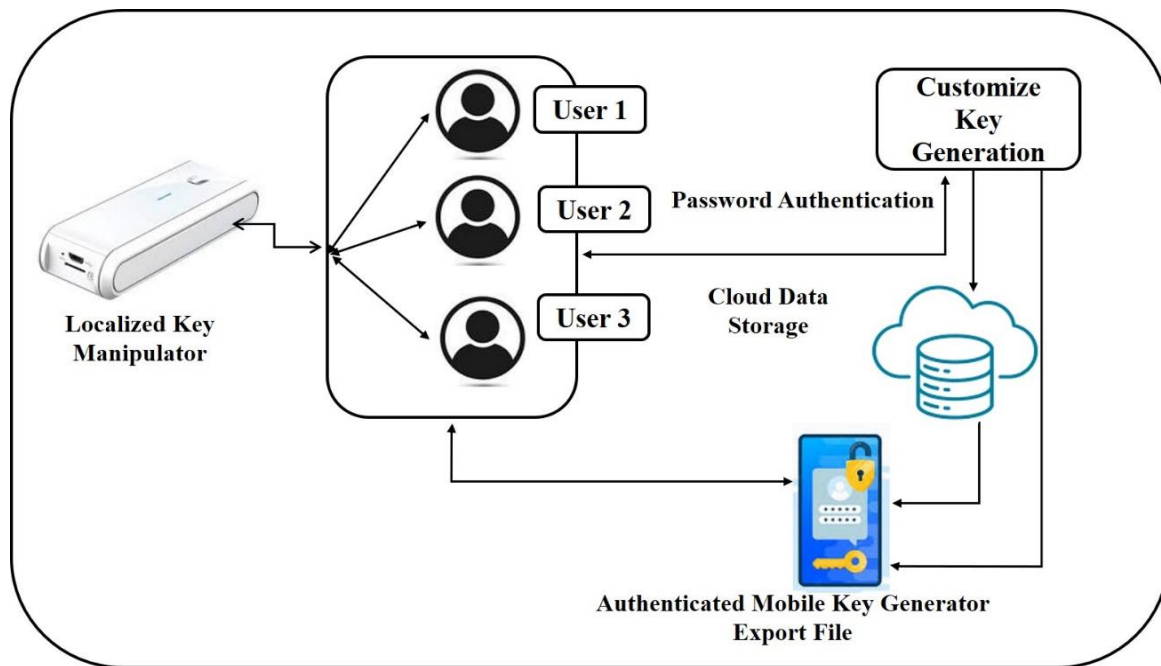 User 1
Customize
Key
Generation
User 2
Password Authentication
Localized Key
Manipulator
User 3
Cloud Data
Storage
Authenticated Mobile Key Generator
Export File